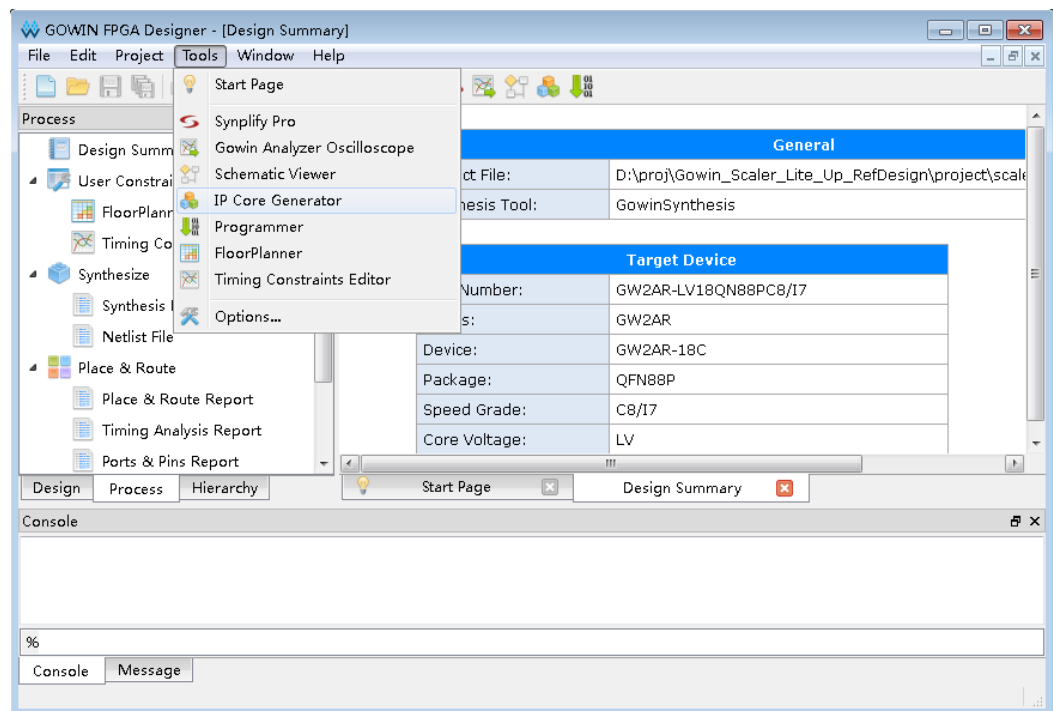 GOWIN FPGA Designer - [Design Summary]
File Edit Project Tools Window Help
Start Page
Synplify Pro
Gowin Analyzer Oscilloscope
Schematic Viewer
IP Core Generator
Programmer
FloorPlanner
Timing Constraints Editor
Options...
Process
Design Summ
User Constrai
FloorPlanr
Timing Co
Synthesize
Synthesis
Netlist File
Place & Route
Place & Route Report
Timing Analysis Report
Ports & Pins Report
Design Process Hierarchy
General
ct File: D:\proj\Gowin_Scaler_Lite_Up_RefDesign\project\scale
hesis Tool: GowinSynthesis
Target Device
Number: GW2AR-LV18QN88PC8/I7
s: GW2AR
Device: GW2AR-18C
Package: QFN88P
Speed Grade: C8/I7
Core Voltage: LV
Start Page Design Summary
Console
%
Console Message